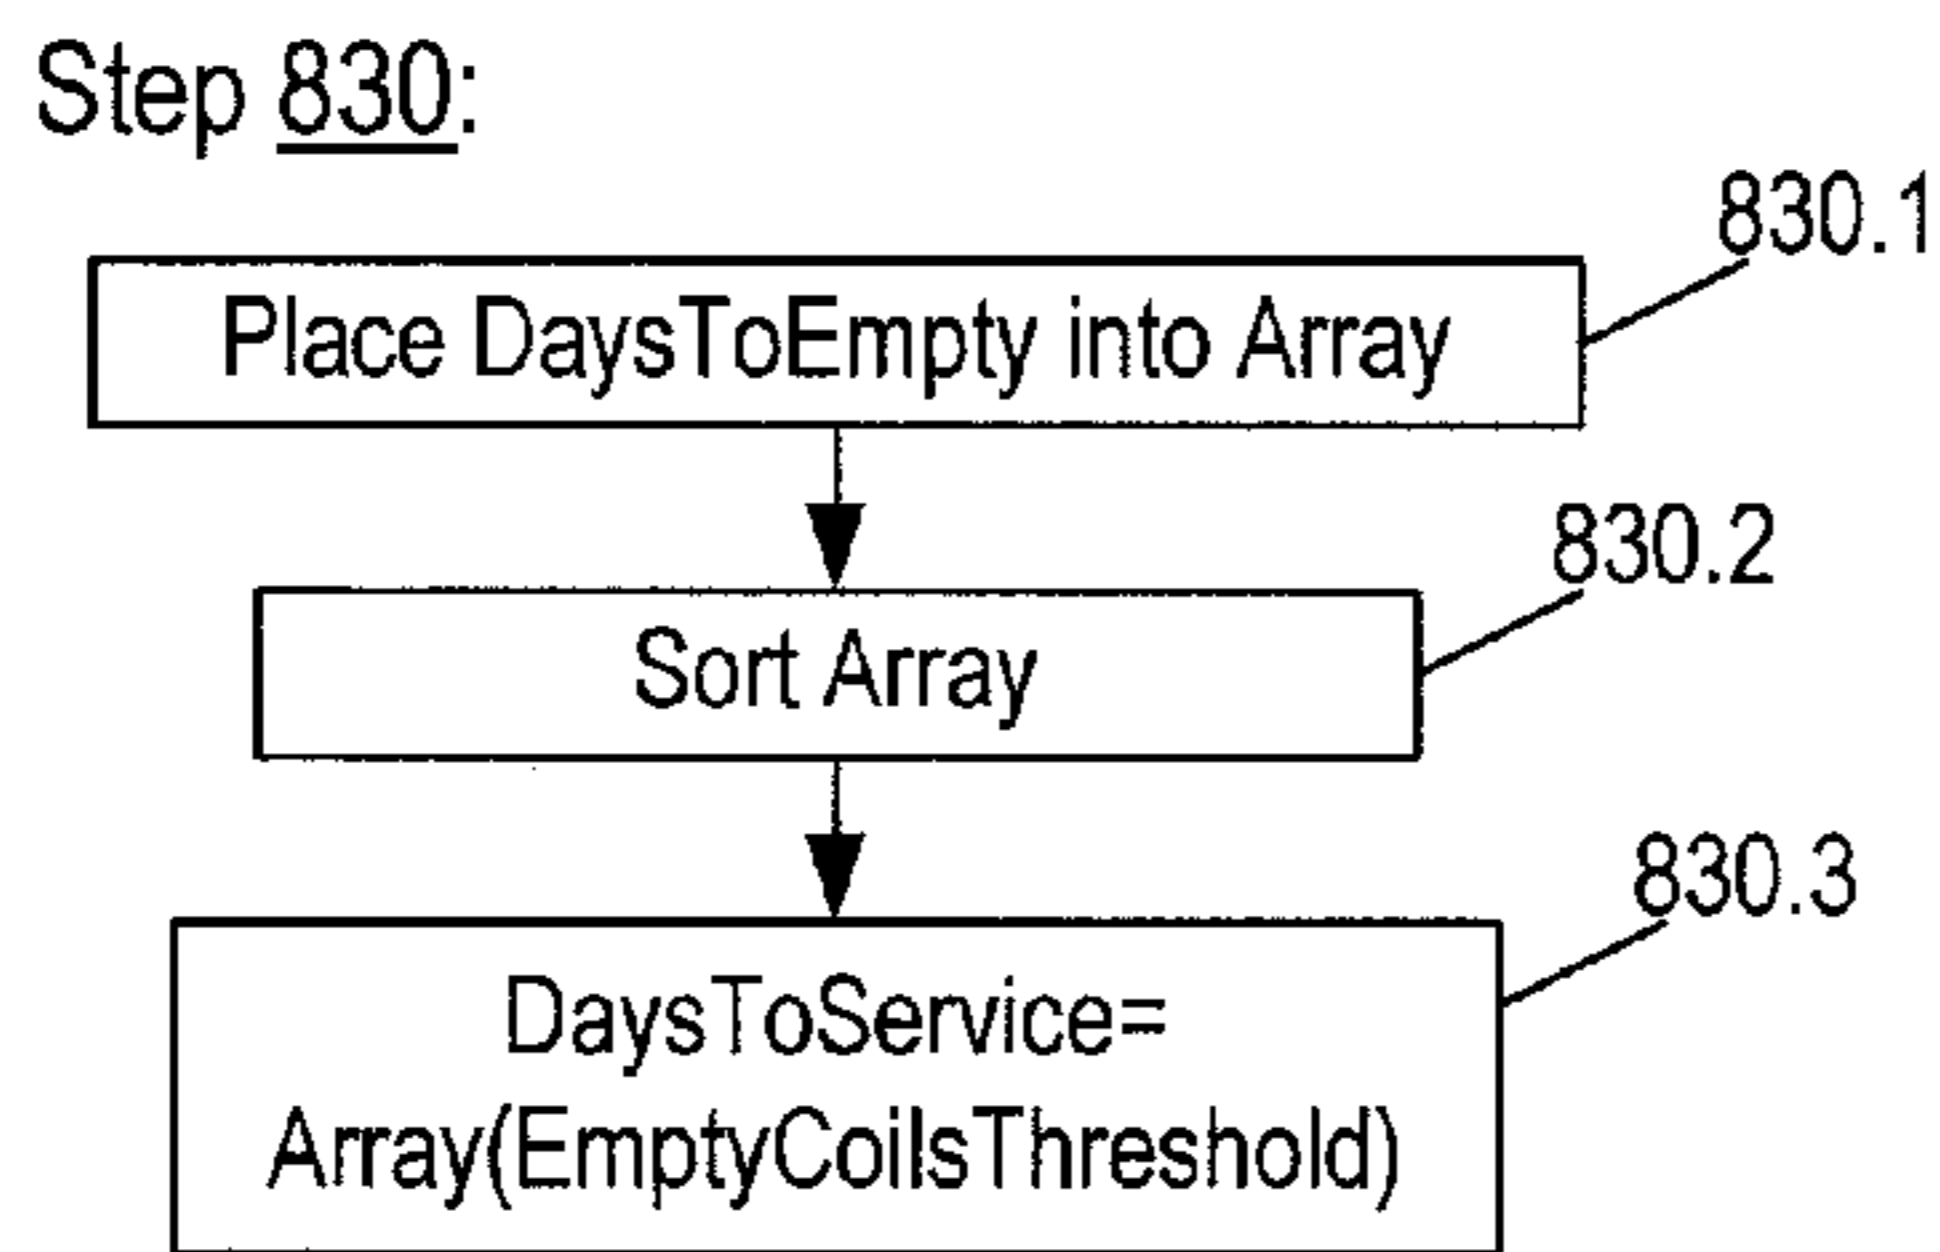 Step 830:
830.1
Place DaysToEmpty into Array
830.2
Sort Array
830.3
DaysToService=
Array(EmptyCoilsThreshold)